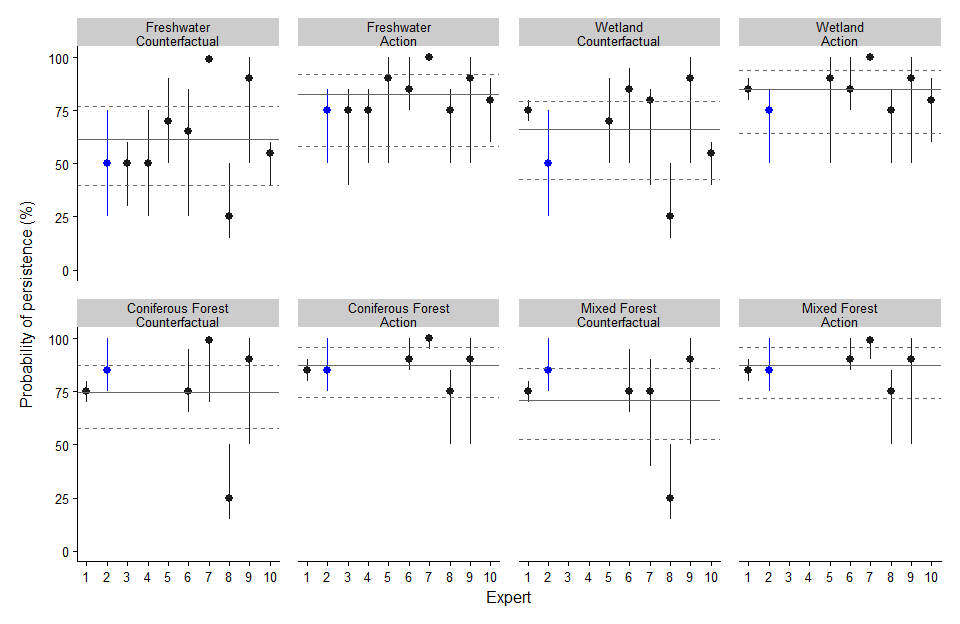 Freshwater
Counterfactual
Freshwater
Action
Wetland
Counterfactual
Wetland
Action
100
75
50
25
0
Probability of persistence (%)
Coniferous Forest
Counterfactual
Coniferous Forest
Action
Mixed Forest
Counterfactual
Mixed Forest
Action
100
75
50
25
0
1 2 3 4 5 6 7 8 9 10
1 2 3 4 5 6 7 8 9 10
1 2 3 4 5 6 7 8 9 10
1 2 3 4 5 6 7 8 9 10
Expert